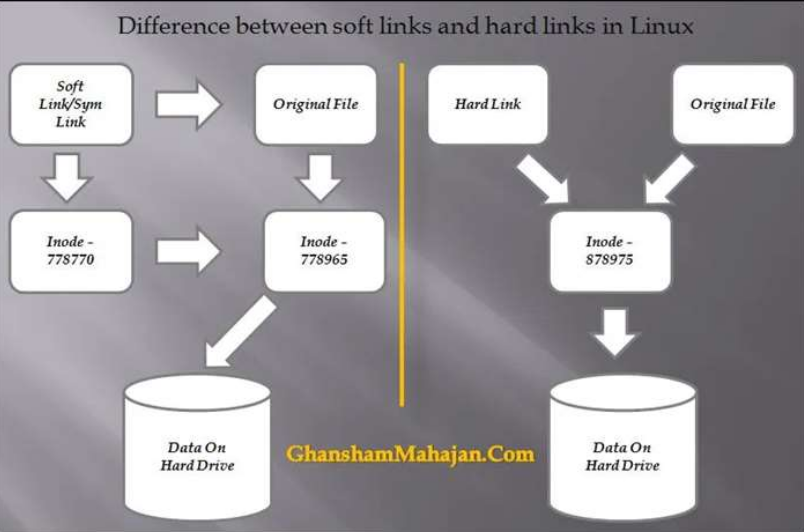 Difference between soft links and hard links in Linux
Soft
Link/Sym
Link
Original File
Hard Link
Original File
Inode -
778770
Inode -
778965
Inode -
878975
Data On
Hard Drive
GhanshamMahajan.Com
Data On
Hard Drive